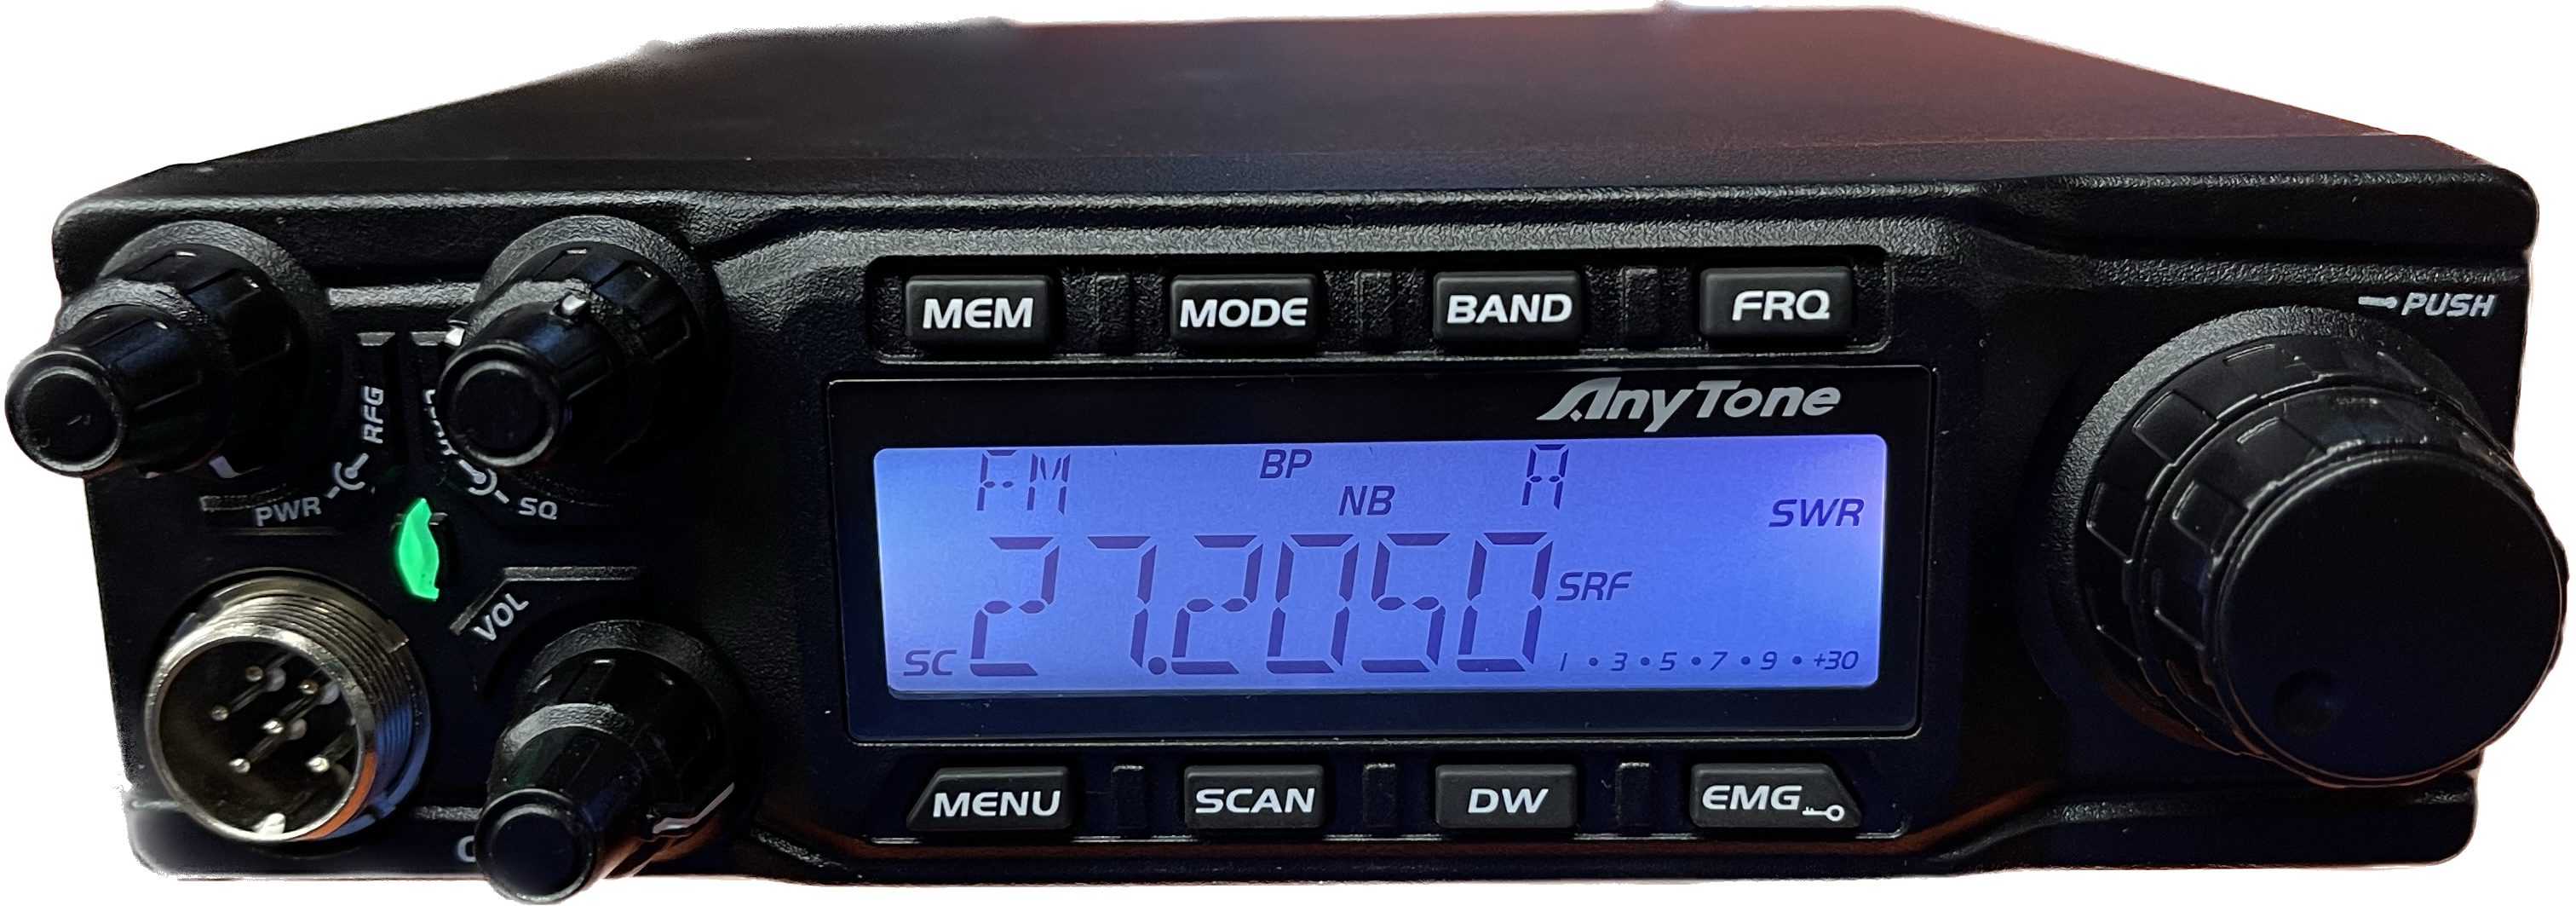 MEM MODE BAND FRQ
PUSH
AnyTone
RFG
PWR
SQ
VOL
FM BP A
NB
SWR
27.2050 SRF
SC 1 • 3 • 5 • 7 • 9 • +30
MENU SCAN DW EMG